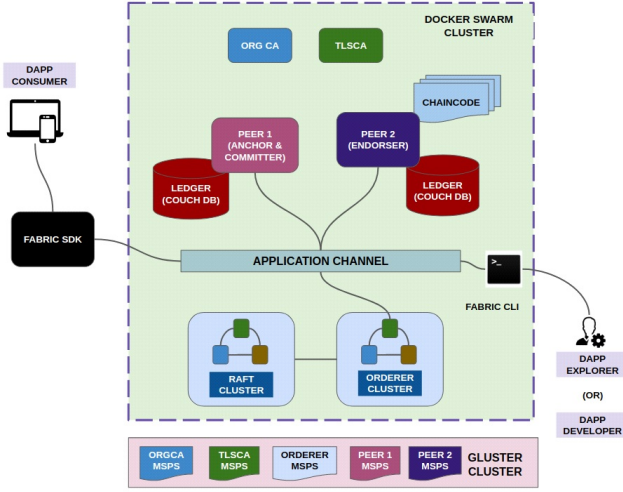 DOCKER SWARM
CLUSTER
ORG CA
TLSCA
DAPP
CONSUMER
CHAINCODE
PEER 1
(ANCHOR &
COMMITTER)
PEER 2
(ENDORSER)
LEDGER
(COUCH DB)
LEDGER
(COUCH DB)
FABRIC SDK
APPLICATION CHANNEL
>_
FABRIC CLI
RAFT
CLUSTER
ORDERER
CLUSTER
DAPP
EXPLORER
(OR)
DAPP
DEVELOPER
ORGCA
MSPS
TLSCA
MSPS
ORDERER
MSPS
PEER 1
MSPS
PEER 2
MSPS
GLUSTER
CLUSTER